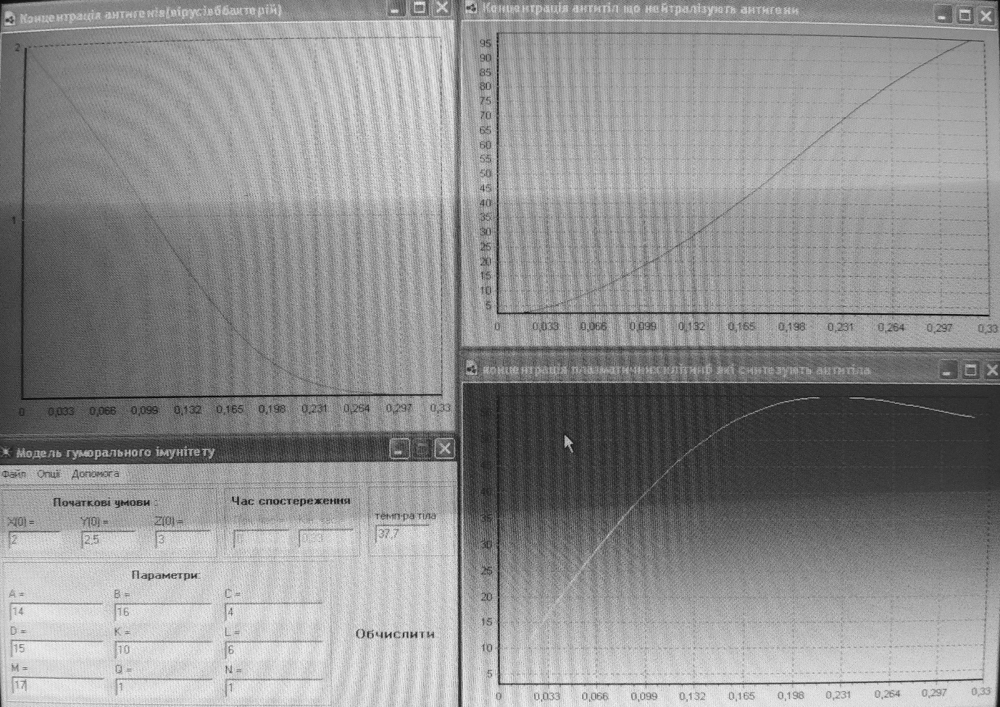 Концентрація антигенів(вірусівббактерій)
2
1
0 0,033 0,066 0,099 0,132 0,165 0,198 0,231 0,264 0,297 0,33
Концентрація антитіл що нейтралізують антигени
95
90
85
80
75
70
65
60
55
50
45
40
35
30
25
20
15
10
5
0 0,033 0,066 0,099 0,132 0,165 0,198 0,231 0,264 0,297 0,33
концентрація плазматичних клітинб які синтезують антитіла
40
35
30
25
20
15
10
5
0 0,033 0,066 0,099 0,132 0,165 0,198 0,231 0,264 0,297 0,33
Модель гуморального імунітету
Файл Опції Допомога
Початкові умови :
X(0) = Y(0) = Z(0) =
2 2,5 3
Час спостереження
0 0,33
темп-ра тіла
37,7
Параметри:
A = B = C =
14 16 4
D = K = L =
15 10 6
M = Q = N =
17 1 1
Обчислити